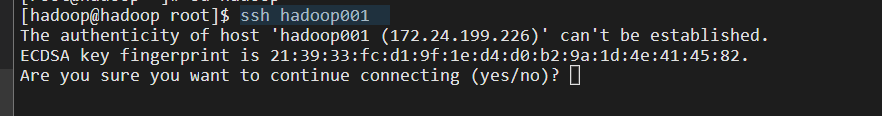 [hadoop@hadoop root]$ ssh hadoop001
The authenticity of host 'hadoop001 (172.24.199.226)' can't be established.
ECDSA key fingerprint is 21:39:33:fc:d1:9f:1e:d4:d0:b2:9a:1d:4e:41:45:82.
Are you sure you want to continue connecting (yes/no)?